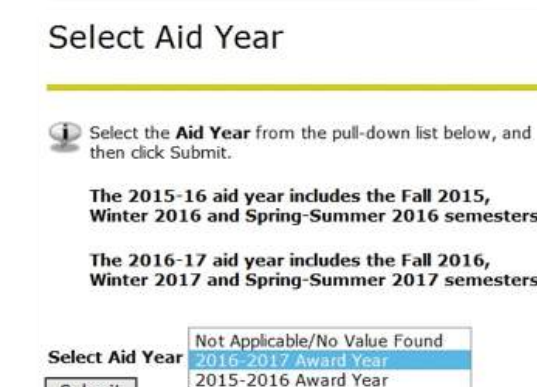 Select Aid Year
Select the Aid Year from the pull-down list below, and
then click Submit.
The 2015-16 aid year includes the Fall 2015,
Winter 2016 and Spring-Summer 2016 semesters
The 2016-17 aid year includes the Fall 2016,
Winter 2017 and Spring-Summer 2017 semesters
Not Applicable/No Value Found
Select Aid Year 2016-2017 Award Year
2015-2016 Award Year
Submit